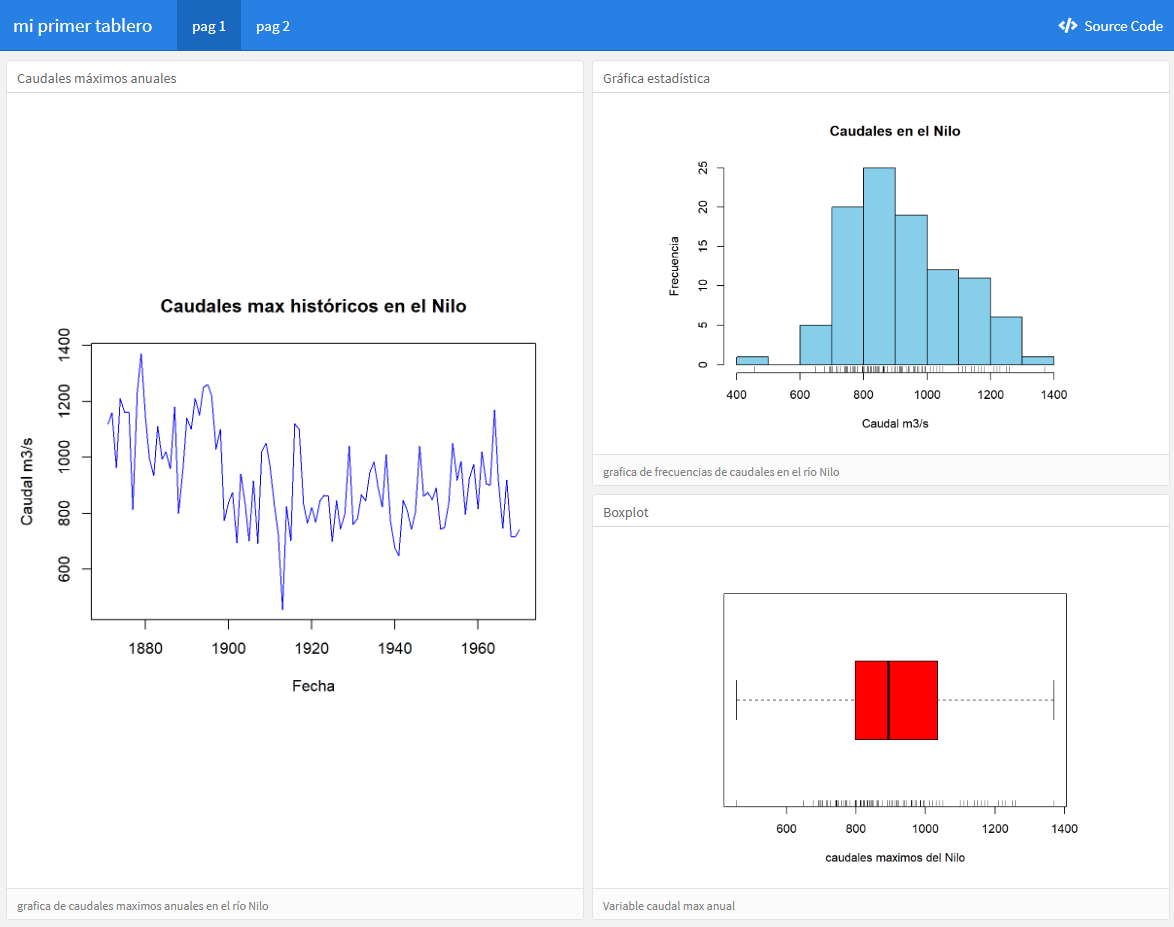 mi primer tablero
pag 1
pag 2
Source Code
Caudales máximos anuales
Caudales max históricos en el Nilo
Caudal m3/s
1400
1200
1000
800
600
1880 1900 1920 1940 1960
Fecha
grafica de caudales maximos anuales en el río Nilo
Gráfica estadística
Caudales en el Nilo
Frecuencia
25
20
15
10
5
0
400 600 800 1000 1200 1400
Caudal m3/s
grafica de frecuencias de caudales en el río Nilo
Boxplot
600 800 1000 1200 1400
caudales maximos del Nilo
Variable caudal max anual